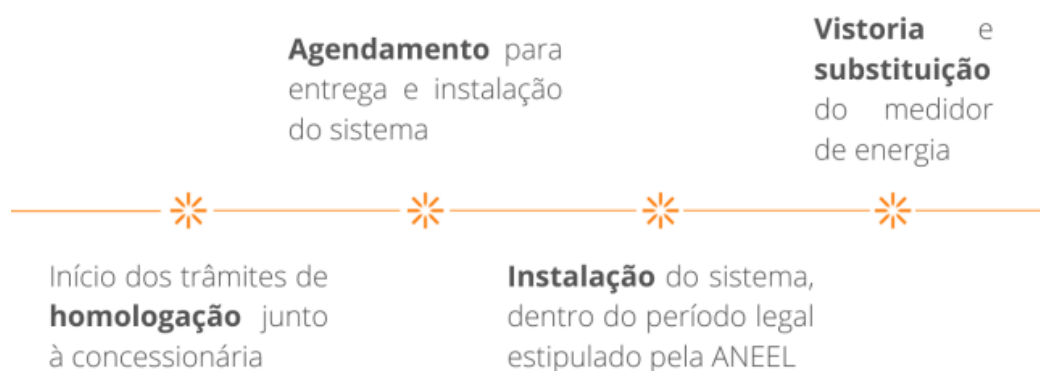 Início dos trâmites de
homologação junto
à concessionária
Agendamento para
entrega e instalação
do sistema
Instalação do sistema,
dentro do período legal
estipulado pela ANEEL
Vistoria e
substituição
do medidor
de energia